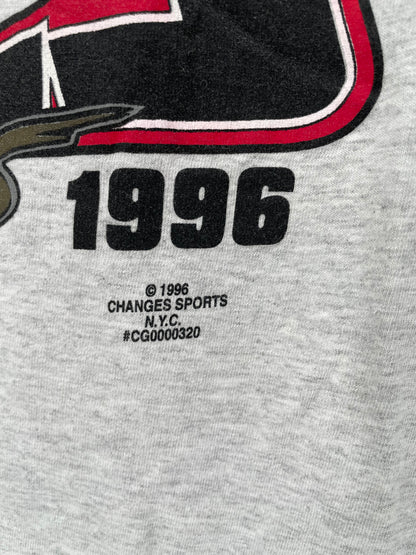 1996
© 1996
CHANGES SPORTS
N.Y.C.
#CG0000320